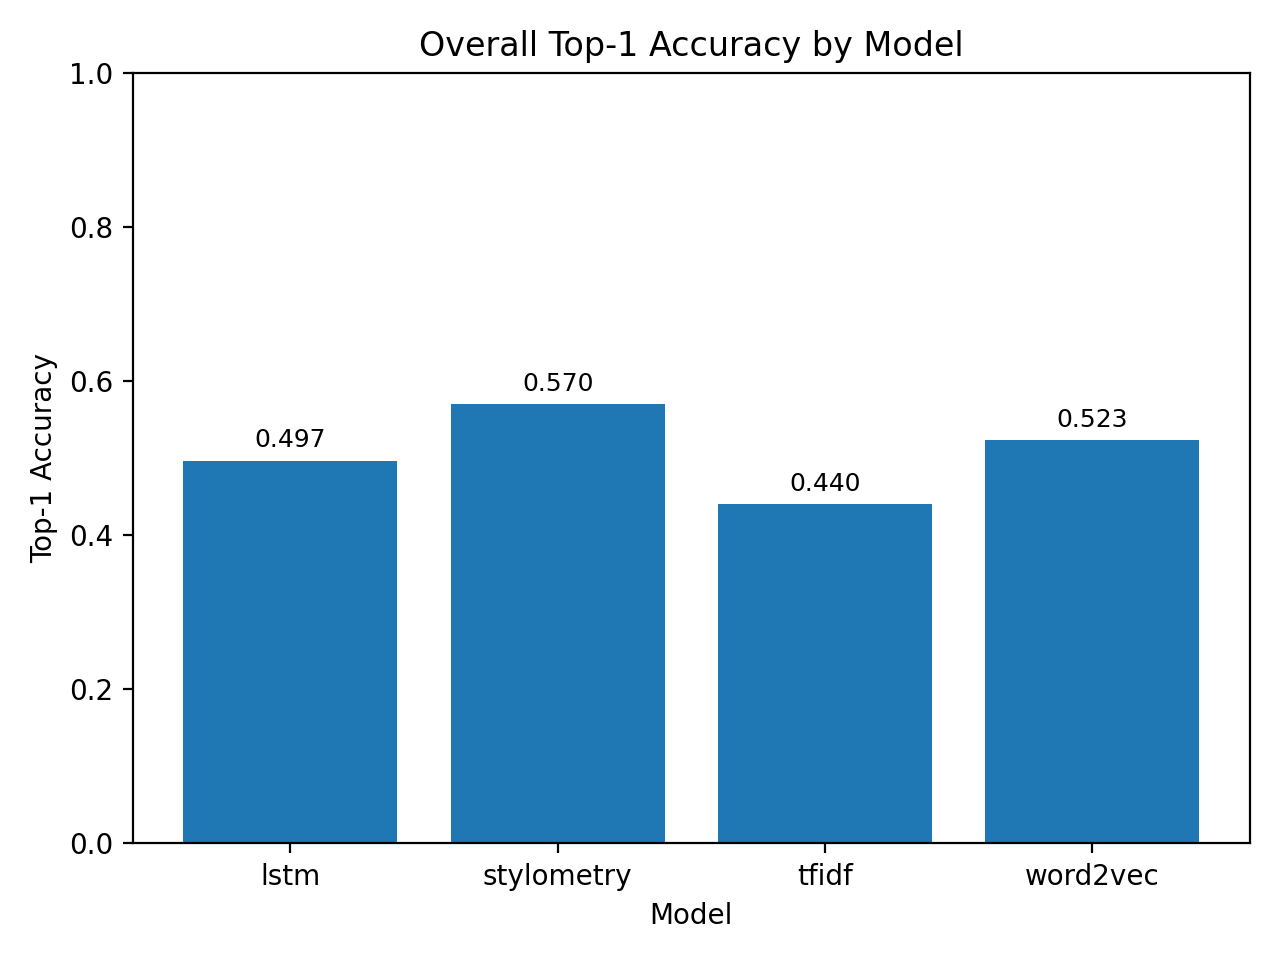 Overall Top-1 Accuracy by Model
Top-1 Accuracy
1.0
0.8
0.6
0.4
0.2
0.0
0.497
0.570
0.440
0.523
lstm
stylometry
tfidf
word2vec
Model